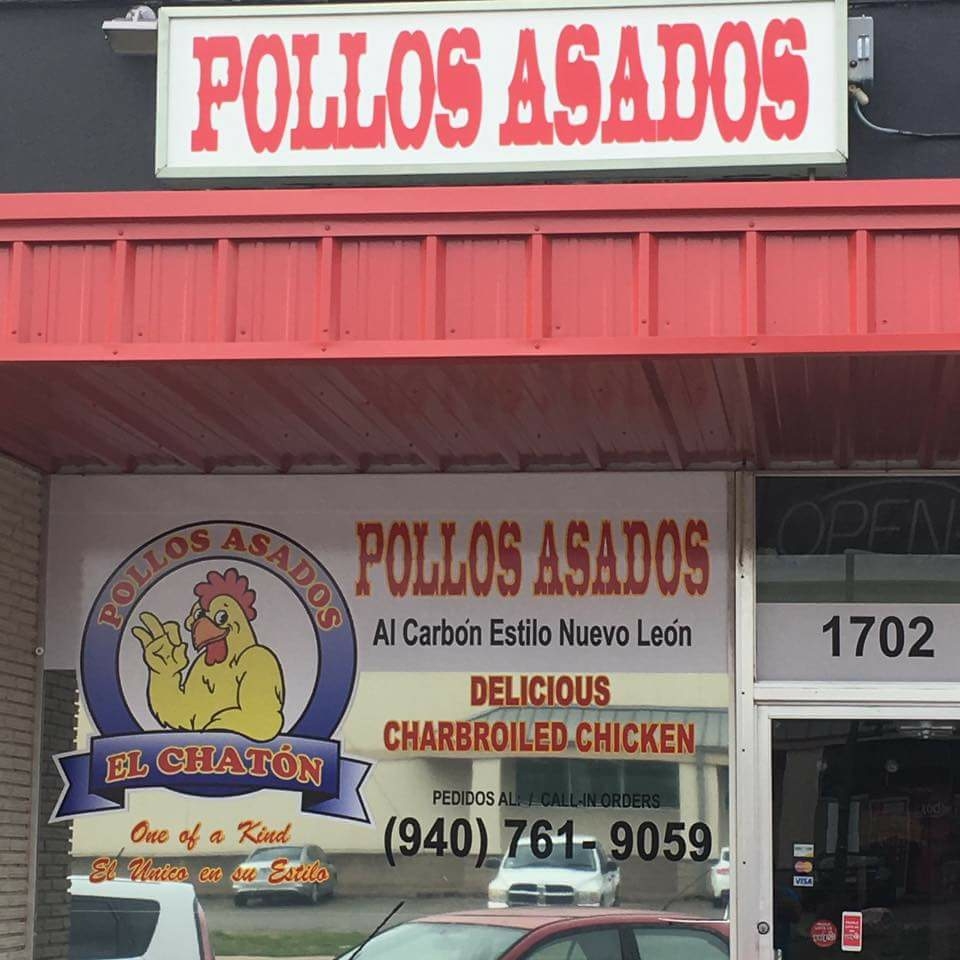 POLLOS ASADOS
POLLOS ASADOS
EL CHATÓN
One of a Kind
El Unico en su Estilo
POLLOS ASADOS
Al Carbón Estilo Nuevo León
DELICIOUS
CHARBROILED CHICKEN
PEDIDOS AL: / CALL-IN ORDERS
(940) 761- 9059
OPEN
1702
VISA